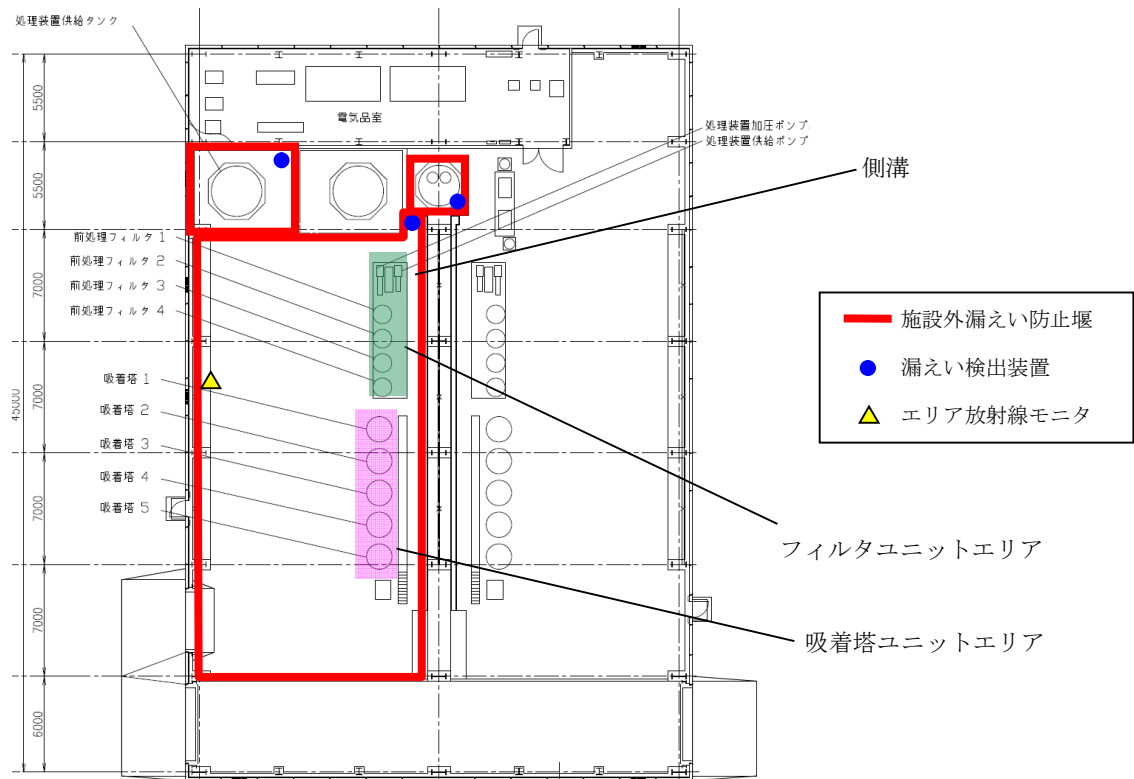 処理装置供給タンク
電気品室
処理装置加圧ポンプ
処理装置供給ポンプ
側溝
前処理フィルタ 1
前処理フィルタ 2
前処理フィルタ 3
前処理フィルタ 4
吸着塔 1
吸着塔 2
吸着塔 3
吸着塔 4
吸着塔 5
施設外漏えい防止堰
漏えい検出装置
エリア放射線モニタ
フィルタユニットエリア
吸着塔ユニットエリア
5500
5500
7000
7000
7000
7000
6000
45000